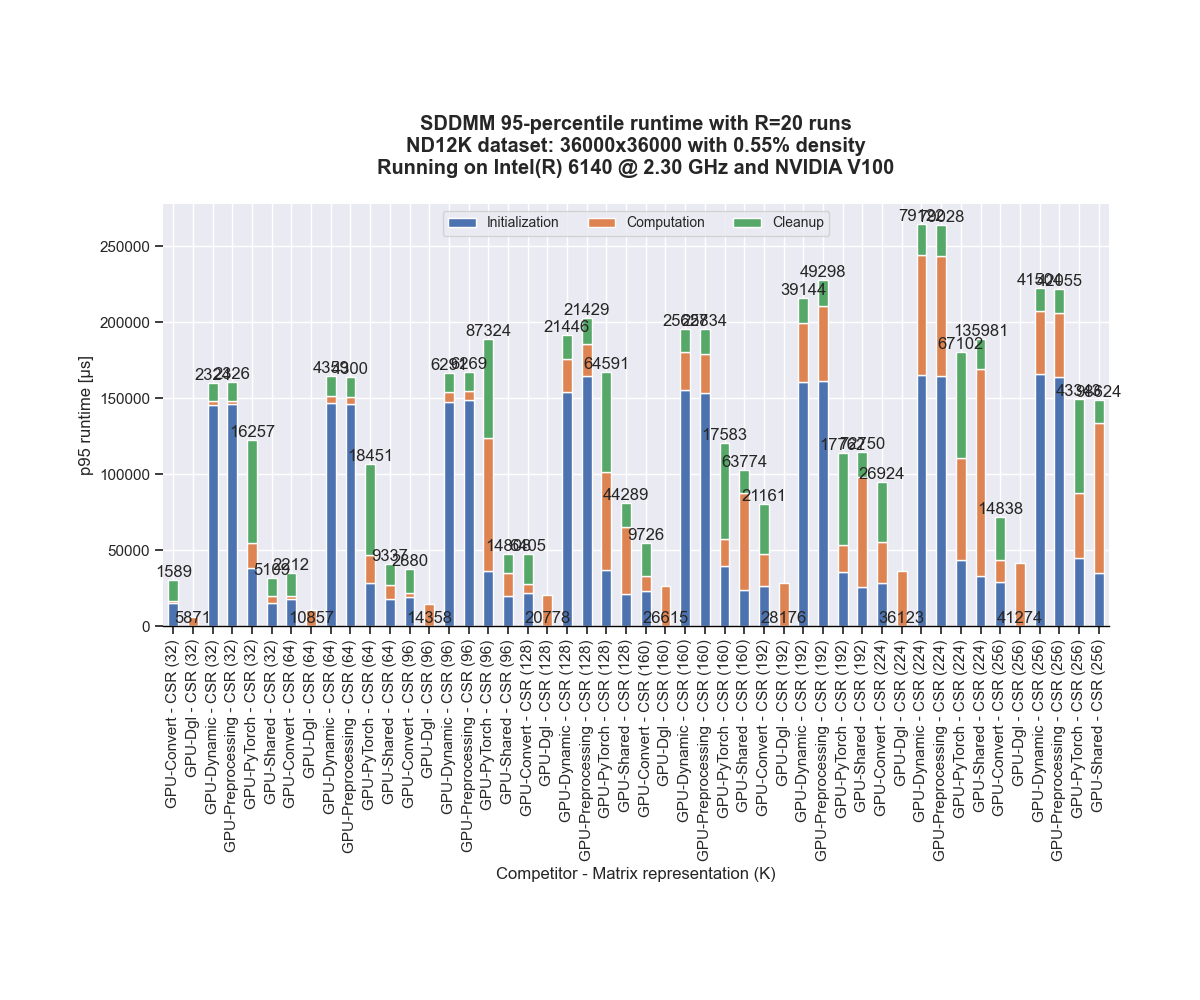 SDDMM 95-percentile runtime with R=20 runs
ND12K dataset: 36000x36000 with 0.55% density
Running on Intel(R) 6140 @ 2.30 GHz and NVIDIA V100
Initialization
Computation
Cleanup
p95 runtime [µs]
250000
200000
150000
100000
50000
0
1589
5871
2326
16257
2212
10857
4300
18451
9337
2880
14358
6269
87324
6405
20778
21446
21429
64591
44289
9726
26615
17583
63774
21161
28176
39144
49298
26924
36123
79028
67102
135981
14838
41274
42055
98624
GPU-Convert - CSR (32)
GPU-Dgl - CSR (32)
GPU-Dynamic - CSR (32)
GPU-Preprocessing - CSR (32)
GPU-PyTorch - CSR (32)
GPU-Shared - CSR (32)
GPU-Convert - CSR (64)
GPU-Dgl - CSR (64)
GPU-Dynamic - CSR (64)
GPU-Preprocessing - CSR (64)
GPU-PyTorch - CSR (64)
GPU-Shared - CSR (64)
GPU-Convert - CSR (96)
GPU-Dgl - CSR (96)
GPU-Dynamic - CSR (96)
GPU-Preprocessing - CSR (96)
GPU-PyTorch - CSR (96)
GPU-Shared - CSR (96)
GPU-Convert - CSR (128)
GPU-Dgl - CSR (128)
GPU-Dynamic - CSR (128)
GPU-Preprocessing - CSR (128)
GPU-PyTorch - CSR (128)
GPU-Shared - CSR (128)
GPU-Convert - CSR (160)
GPU-Dgl - CSR (160)
GPU-Dynamic - CSR (160)
GPU-Preprocessing - CSR (160)
GPU-PyTorch - CSR (160)
GPU-Shared - CSR (160)
GPU-Convert - CSR (192)
GPU-Dgl - CSR (192)
GPU-Dynamic - CSR (192)
GPU-Preprocessing - CSR (192)
GPU-PyTorch - CSR (192)
GPU-Shared - CSR (192)
GPU-Convert - CSR (224)
GPU-Dgl - CSR (224)
GPU-Dynamic - CSR (224)
GPU-Preprocessing - CSR (224)
GPU-PyTorch - CSR (224)
GPU-Shared - CSR (224)
GPU-Convert - CSR (256)
GPU-Dgl - CSR (256)
GPU-Dynamic - CSR (256)
GPU-Preprocessing - CSR (256)
GPU-PyTorch - CSR (256)
GPU-Shared - CSR (256)
Competitor - Matrix representation (K)